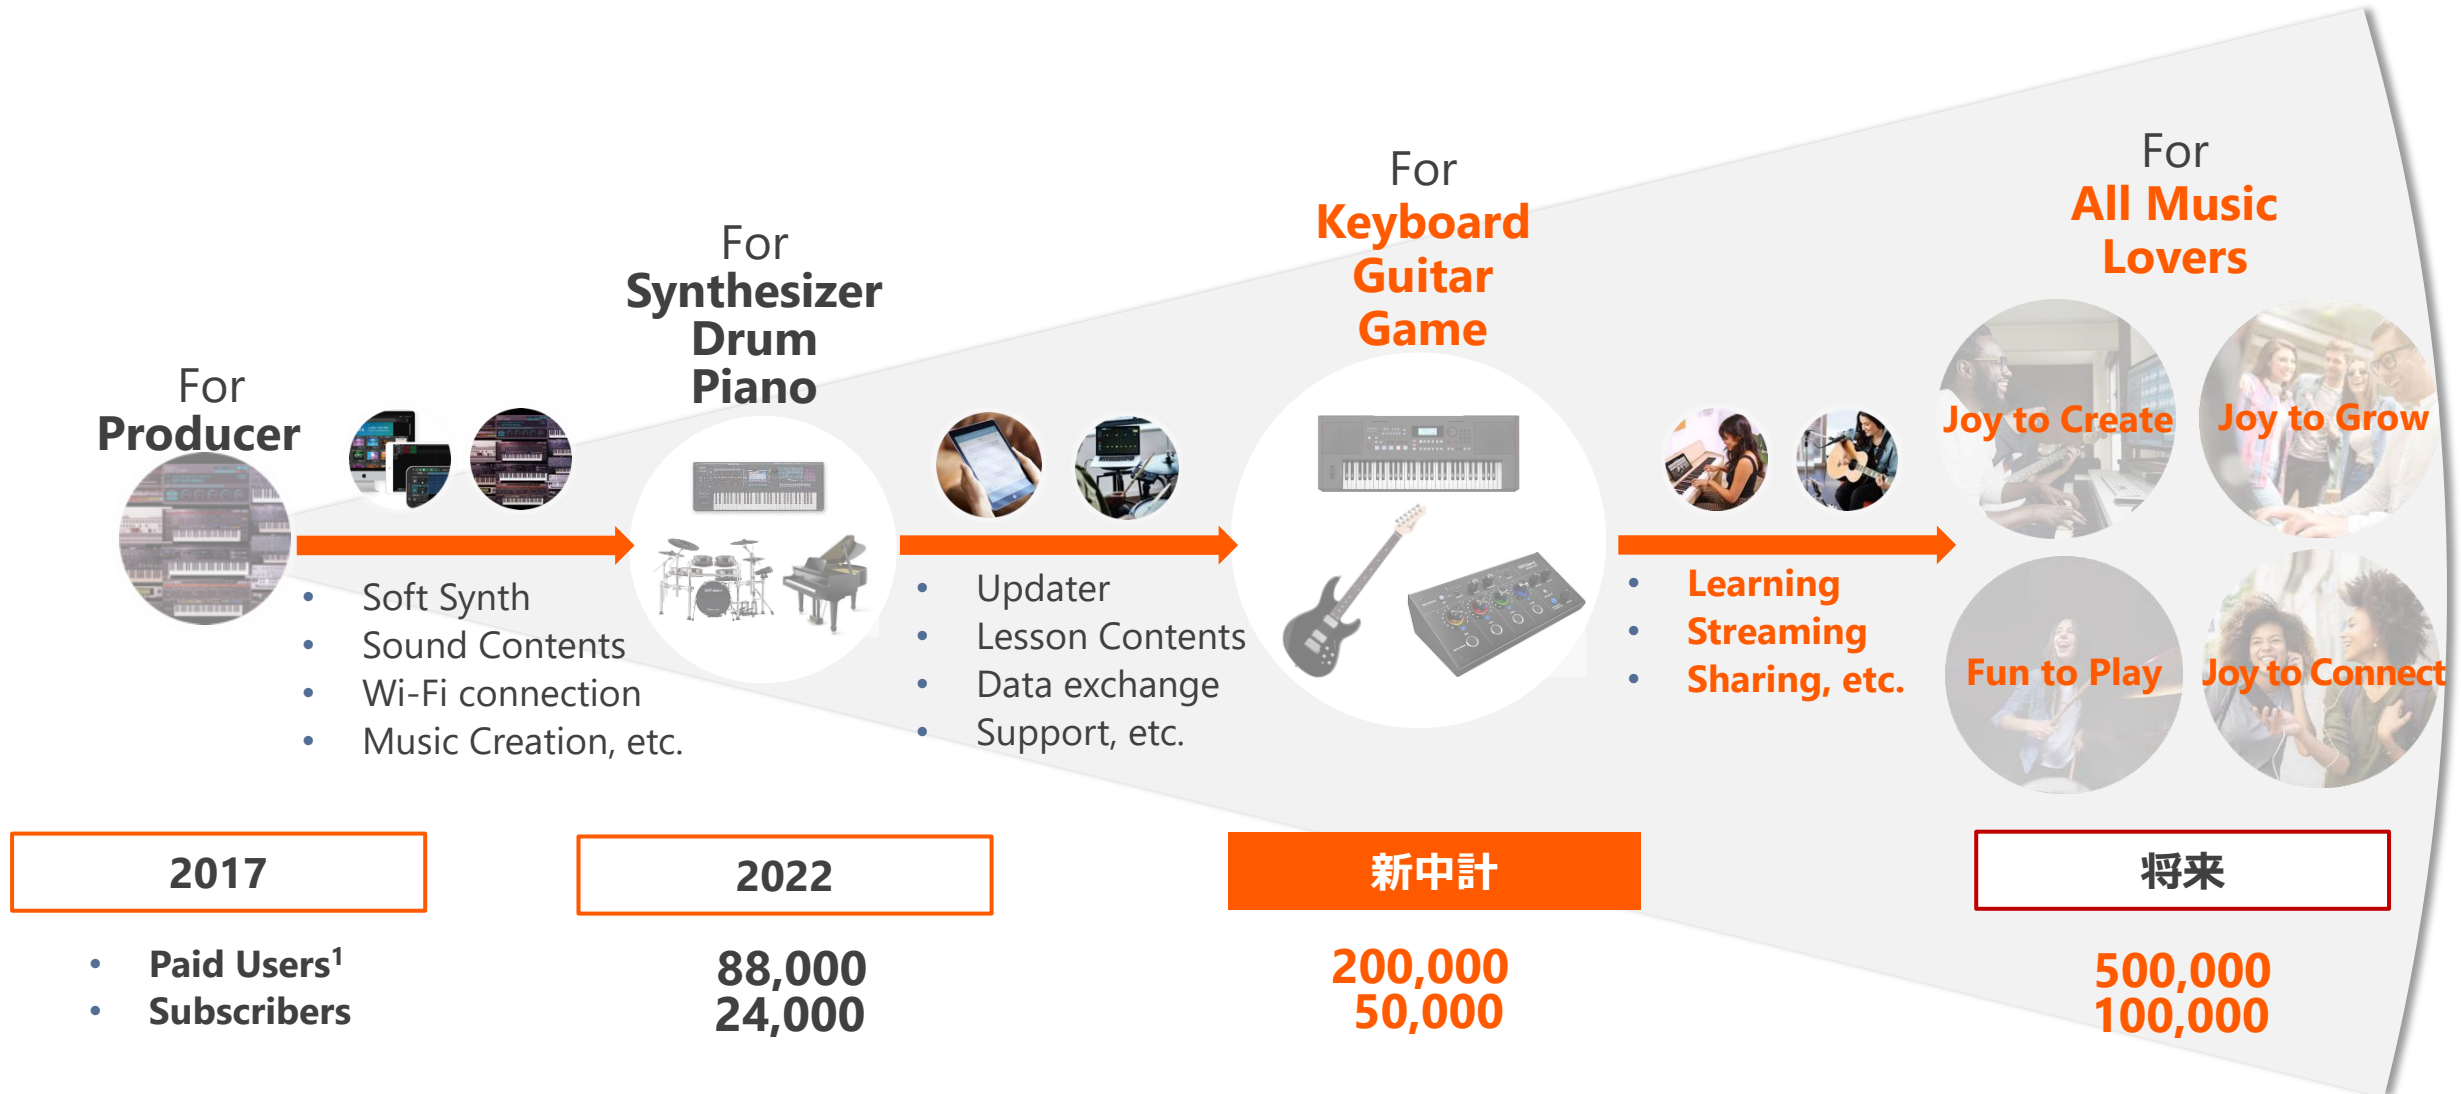 For
Producer
• Soft Synth
• Sound Contents
• Wi-Fi connection
• Music Creation, etc.
For
Synthesizer
Drum
Piano
• Updater
• Lesson Contents
• Data exchange
• Support, etc.
For
Keyboard
Guitar
Game
• Learning
• Streaming
• Sharing, etc.
For
All Music
Lovers
Joy to Create
Joy to Grow
Fun to Play
Joy to Connect
2017
2022
新中計
将来
• Paid Users¹
• Subscribers
88,000
24,000
200,000
50,000
500,000
100,000